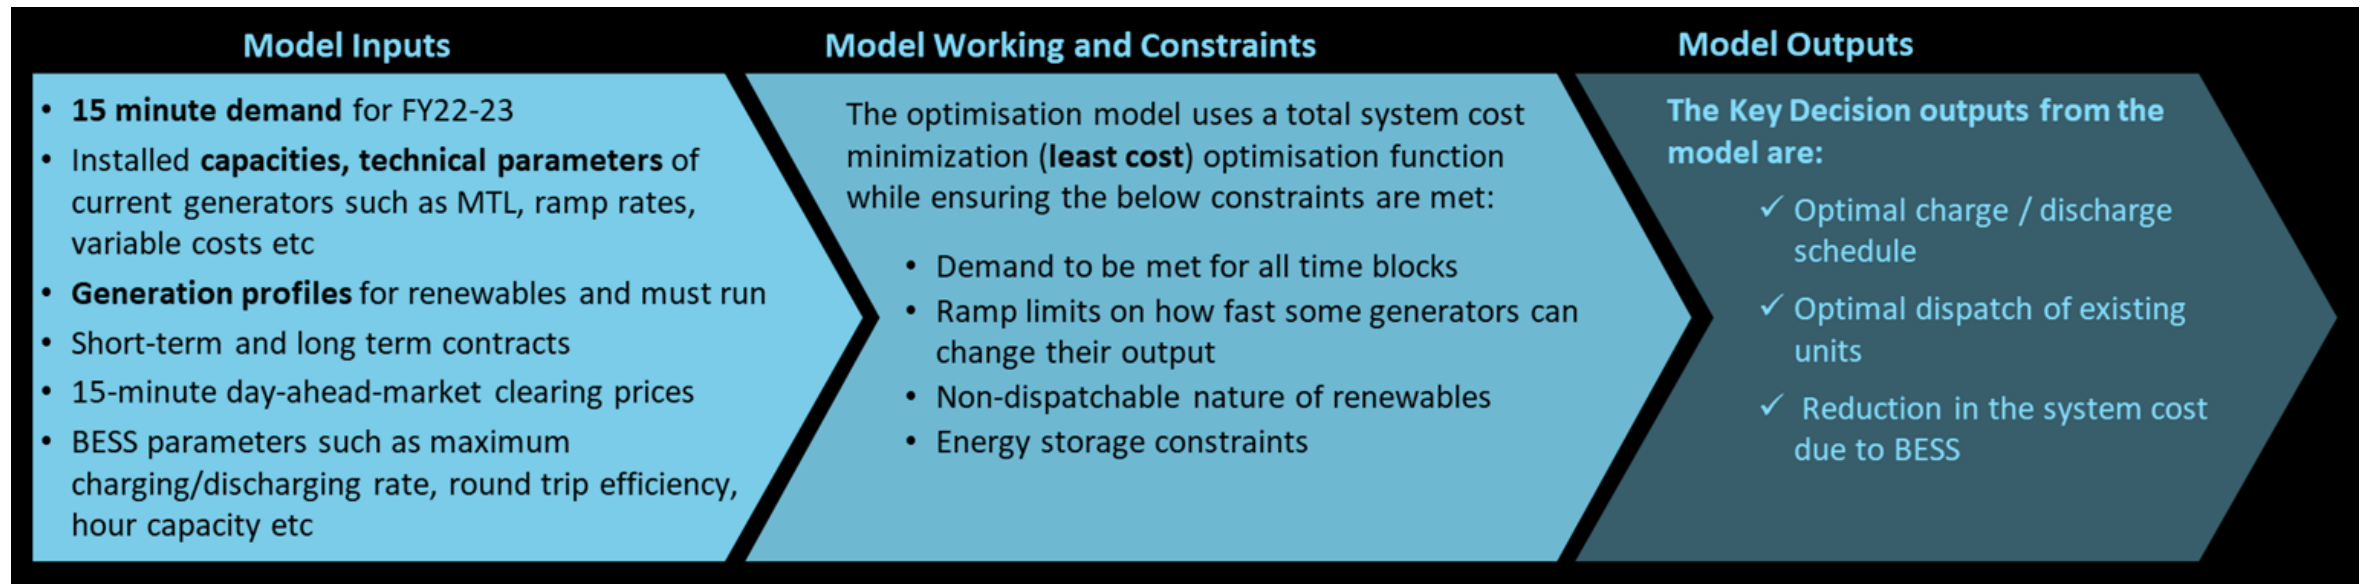 Model Inputs
• 15 minute demand for FY22-23
• Installed capacities, technical parameters of
current generators such as MTL, ramp rates,
variable costs etc
• Generation profiles for renewables and must run
• Short-term and long term contracts
• 15-minute day-ahead-market clearing prices
• BESS parameters such as maximum
charging/discharging rate, round trip efficiency,
hour capacity etc
Model Working and Constraints
The optimisation model uses a total system cost
minimization (least cost) optimisation function
while ensuring the below constraints are met:
• Demand to be met for all time blocks
• Ramp limits on how fast some generators can
change their output
• Non-dispatchable nature of renewables
• Energy storage constraints
Model Outputs
The Key Decision outputs from the
model are:
✓ Optimal charge / discharge
schedule
✓ Optimal dispatch of existing
units
✓ Reduction in the system cost
due to BESS